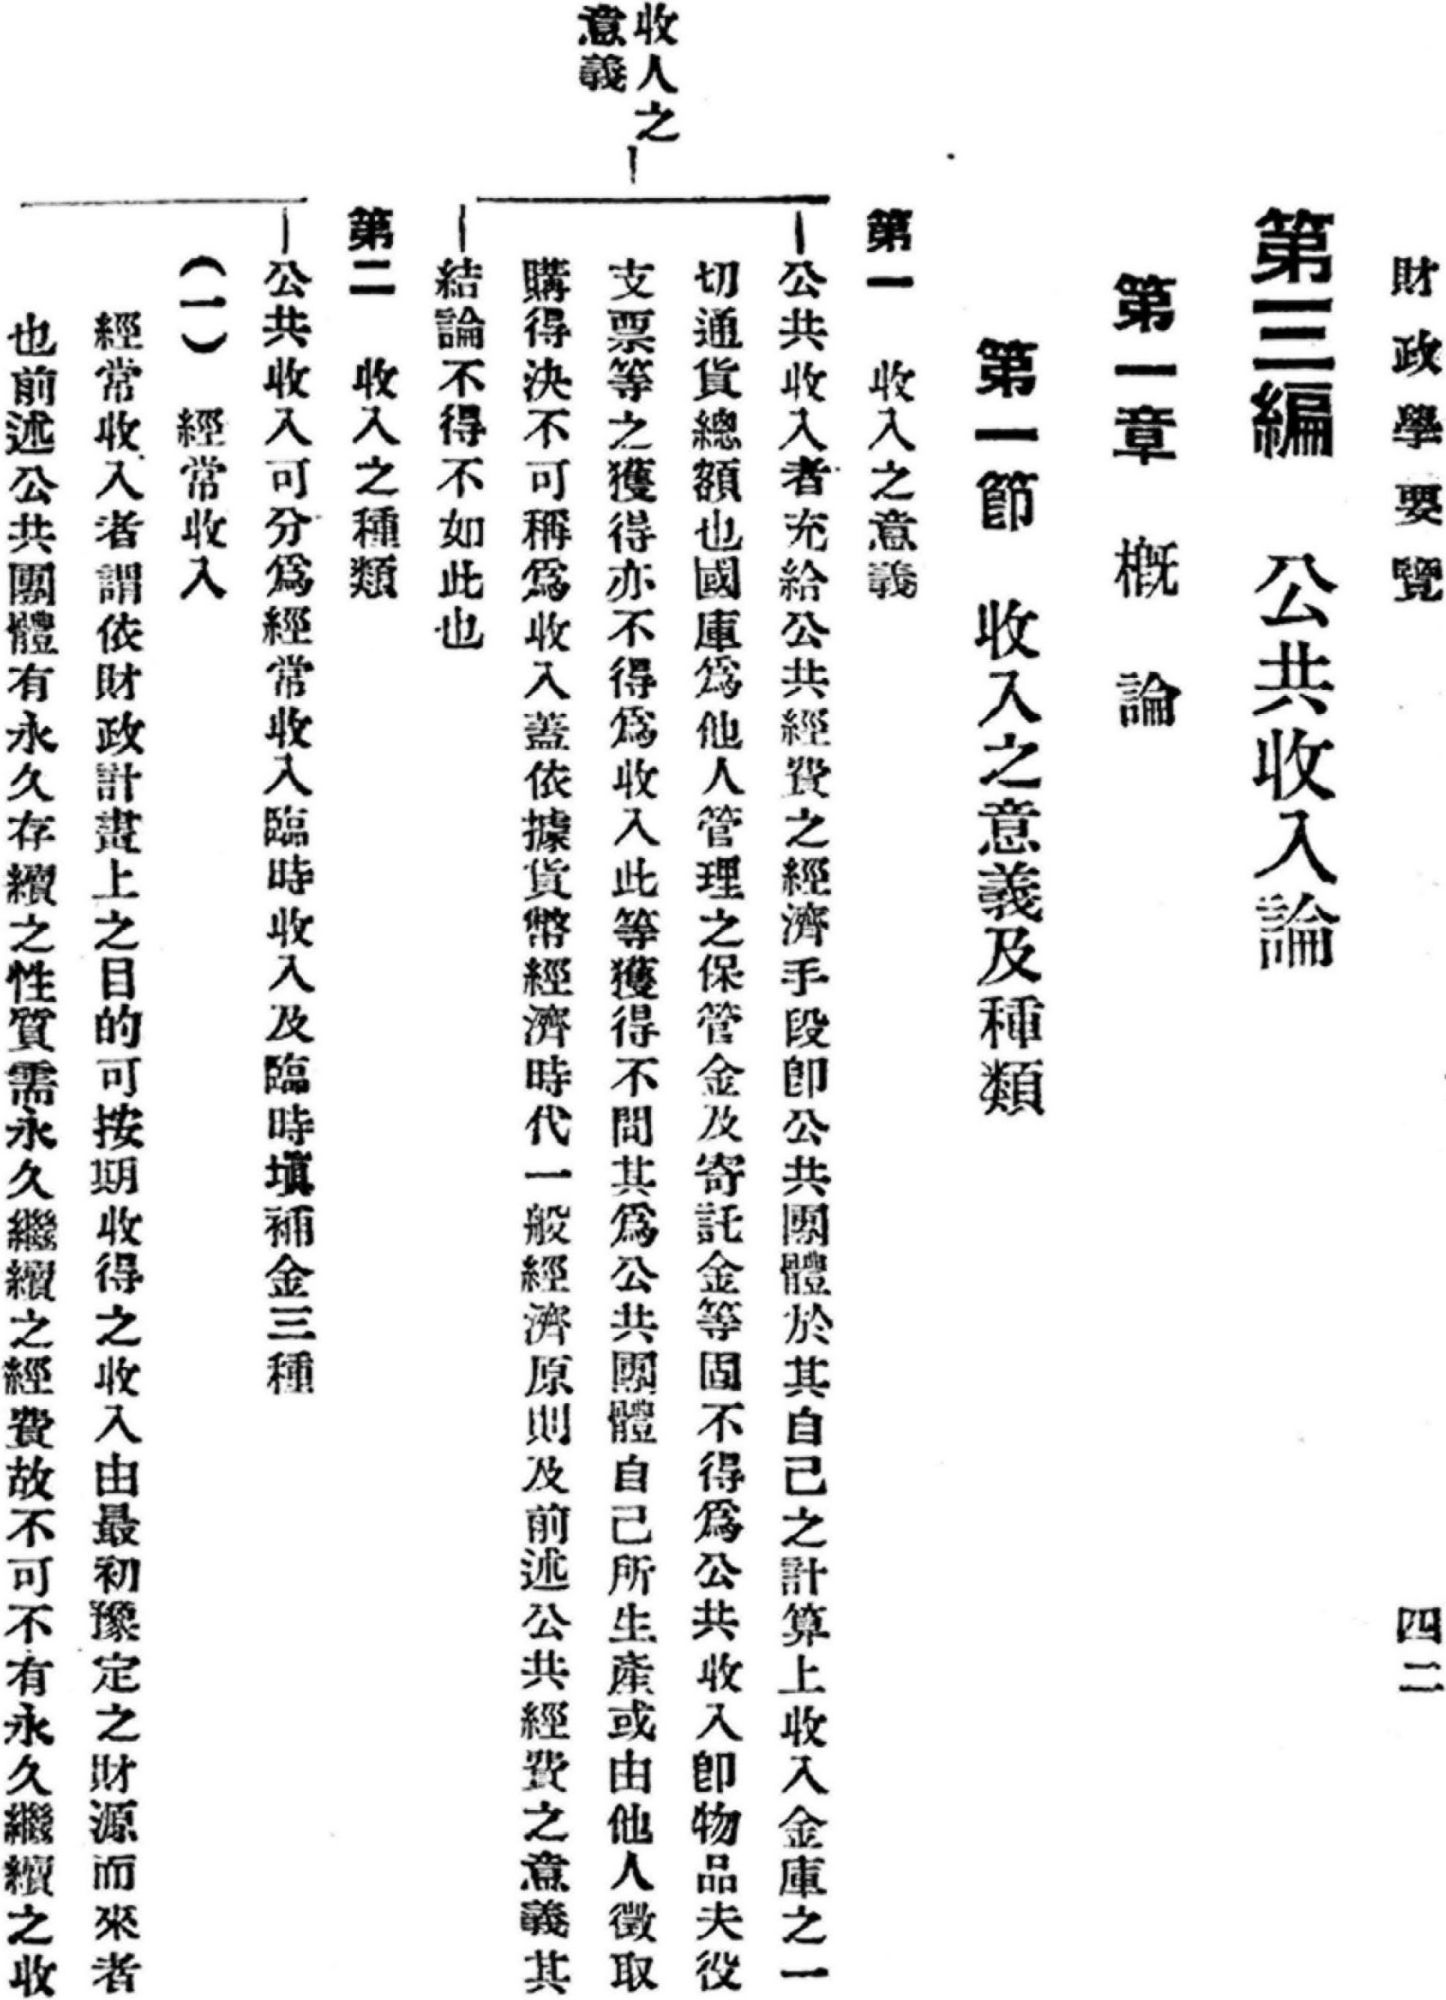 財政學要覽
四二
第三編　公共收入論
第一章　概論
第一節　收入之意義及種類
第一　收入之意義
收入之
意義
公共收入者充給公共經費之經濟手段卽公共團體於其自己之計算上收入金庫之一
切通貨總額也國庫爲他人管理之保管金及寄託金等固不得爲公共收入卽物品夫役
支票等之獲得亦不得爲收入此等獲得不問其爲公共團體自己所生產或由他人徵取
購得決不可稱爲收入蓋依據貨幣經濟時代一般經濟原則及前述公共經費之意義其
結論不得不如此也
第二　收入之種類
公共收入可分爲經常收入臨時收入及臨時塡補金三種
（一）　經常收入
經常收入者謂依財政計畫上之目的可按期收得之收入由最初豫定之財源而來者
也前述公共團體有永久存續之性質需永久繼續之經費故不可不有永久繼續之收